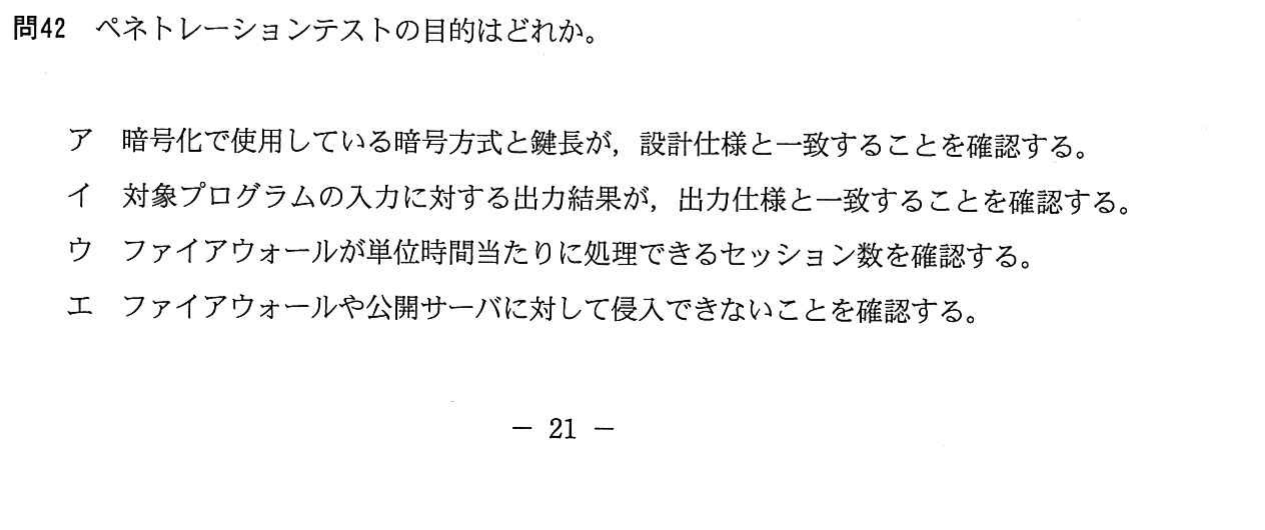 問42 ペネトレーションテストの目的はどれか。
ア 暗号化で使用している暗号方式と鍵長が，設計仕様と一致することを確認する。
イ 対象プログラムの入力に対する出力結果が，出力仕様と一致することを確認する。
ウ ファイアウォールが単位時間当たりに処理できるセッション数を確認する。
エ ファイアウォールや公開サーバに対して侵入できないことを確認する。
－ 21 －